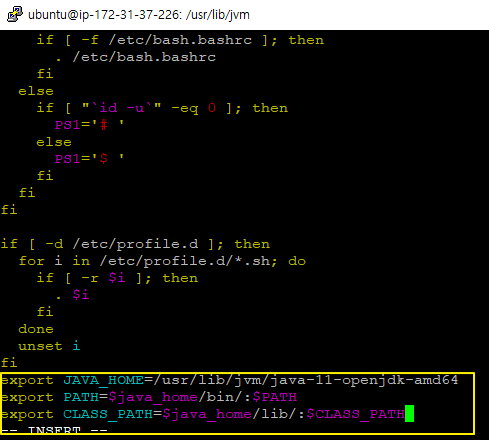 ubuntu@ip-172-31-37-226: /usr/lib/jvm
    if [ -f /etc/bash.bashrc ]; then
      . /etc/bash.bashrc
    fi
  else
    if [ "`id -u`" -eq 0 ]; then
      PS1='# '
    else
      PS1='$ '
    fi
  fi
fi

if [ -d /etc/profile.d ]; then
  for i in /etc/profile.d/*.sh; do
    if [ -r $i ]; then
      . $i
    fi
  done
  unset i
fi
export JAVA_HOME=/usr/lib/jvm/java-11-openjdk-amd64
export PATH=$java_home/bin/:$PATH
export CLASS_PATH=$java_home/lib/:$CLASS_PATH
-- INSERT --